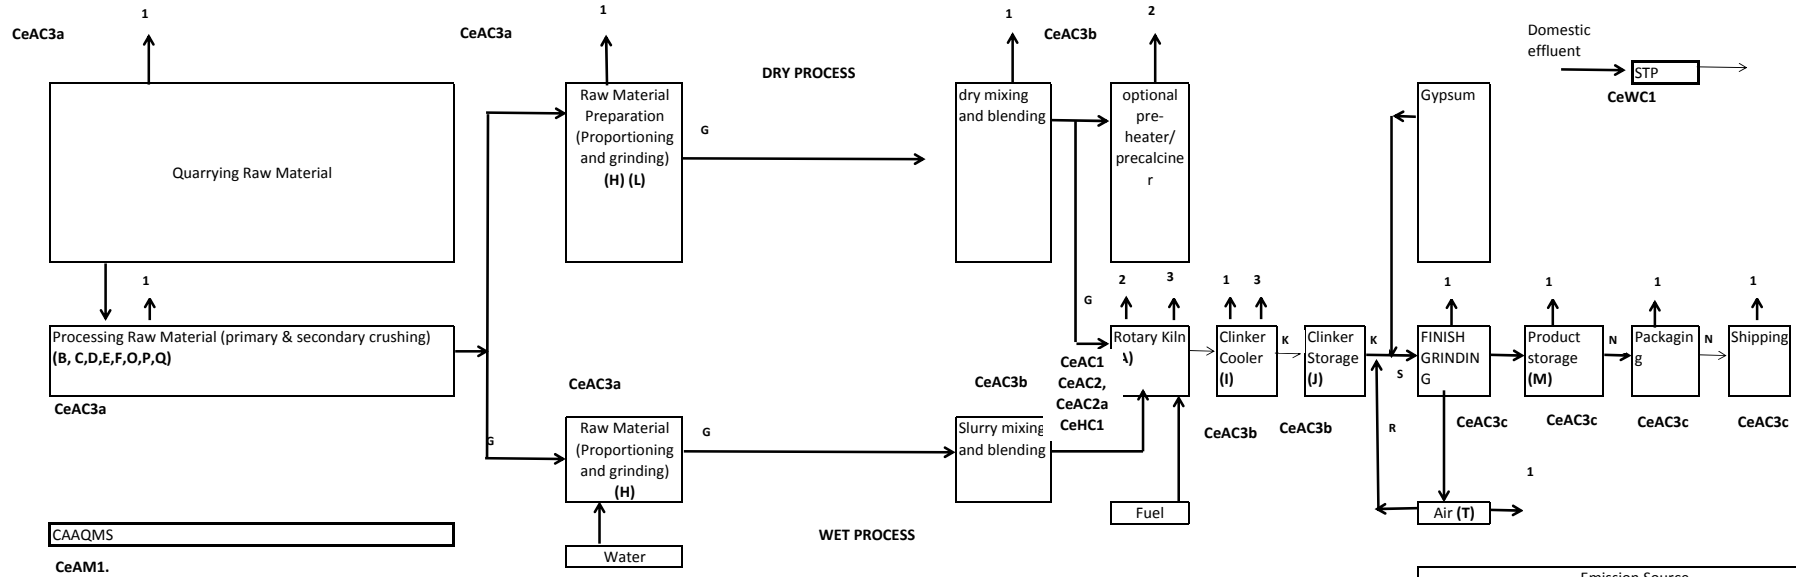 1
1
1
2
CeAC3a
CeAC3a
CeAC3b
Domestic
effluent
DRY PROCESS
STP
CeWC1
Quarrying Raw Material
Raw Material
Preparation
(Proportioning
and grinding)
(H) (L)
G
dry mixing
and blending
optional
pre-
heater/
precalcine
r
Gypsum
1
2
3
1
3
1
1
1
1
G
Processing Raw Material (primary & secondary crushing)
(B, C,D,E,F,O,P,Q)
CeAC3a
Rotary Kiln
A)
Clinker
Cooler
(I)
K
Clinker
Storage
(J)
K
S
FINISH
GRINDIN
G
Product
storage
(M)
N
Packagin
g
N
Shipping
CeAC1
CeAC2,
CeAC2a
CeHC1
CeAC3a
CeAC3b
CeAC3b
CeAC3b
CeAC3c
CeAC3c
CeAC3c
CeAC3c
G
Raw Material
(Proportioning
and grinding)
(H)
G
Slurry mixing
and blending
R
1
Fuel
Air (T)
CAAQMS
CeAM1.
WET PROCESS
Water
Emission Source